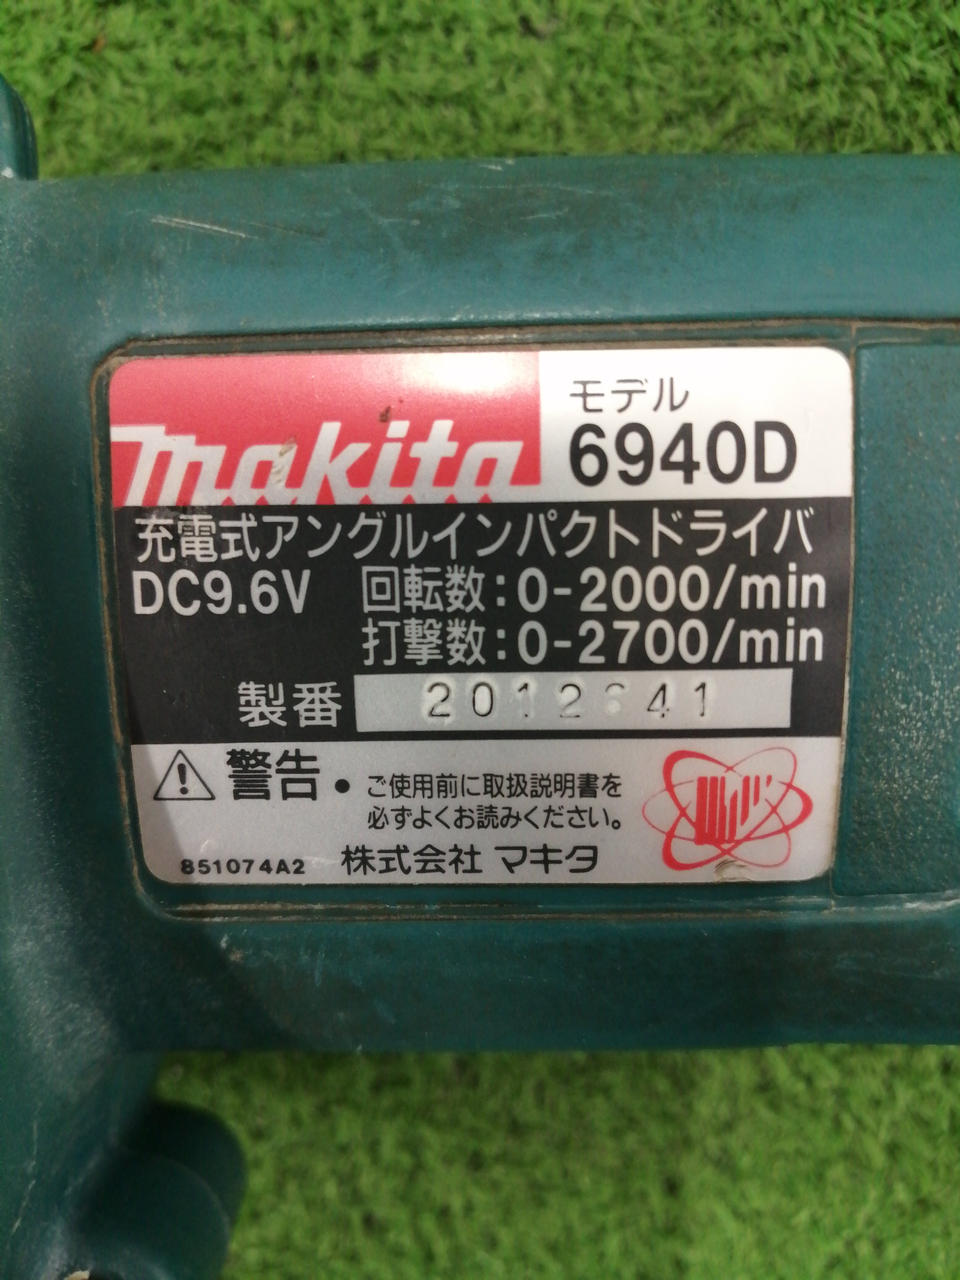 makita
モデル
6940D
充電式アングルインパクトドライバ
DC9.6V 回転数:0-2000/min
打撃数:0-2700/min
製番
警告・ご使用前に取扱説明書を
必ずよくお読みください。
851074A2 株式会社 マキタ